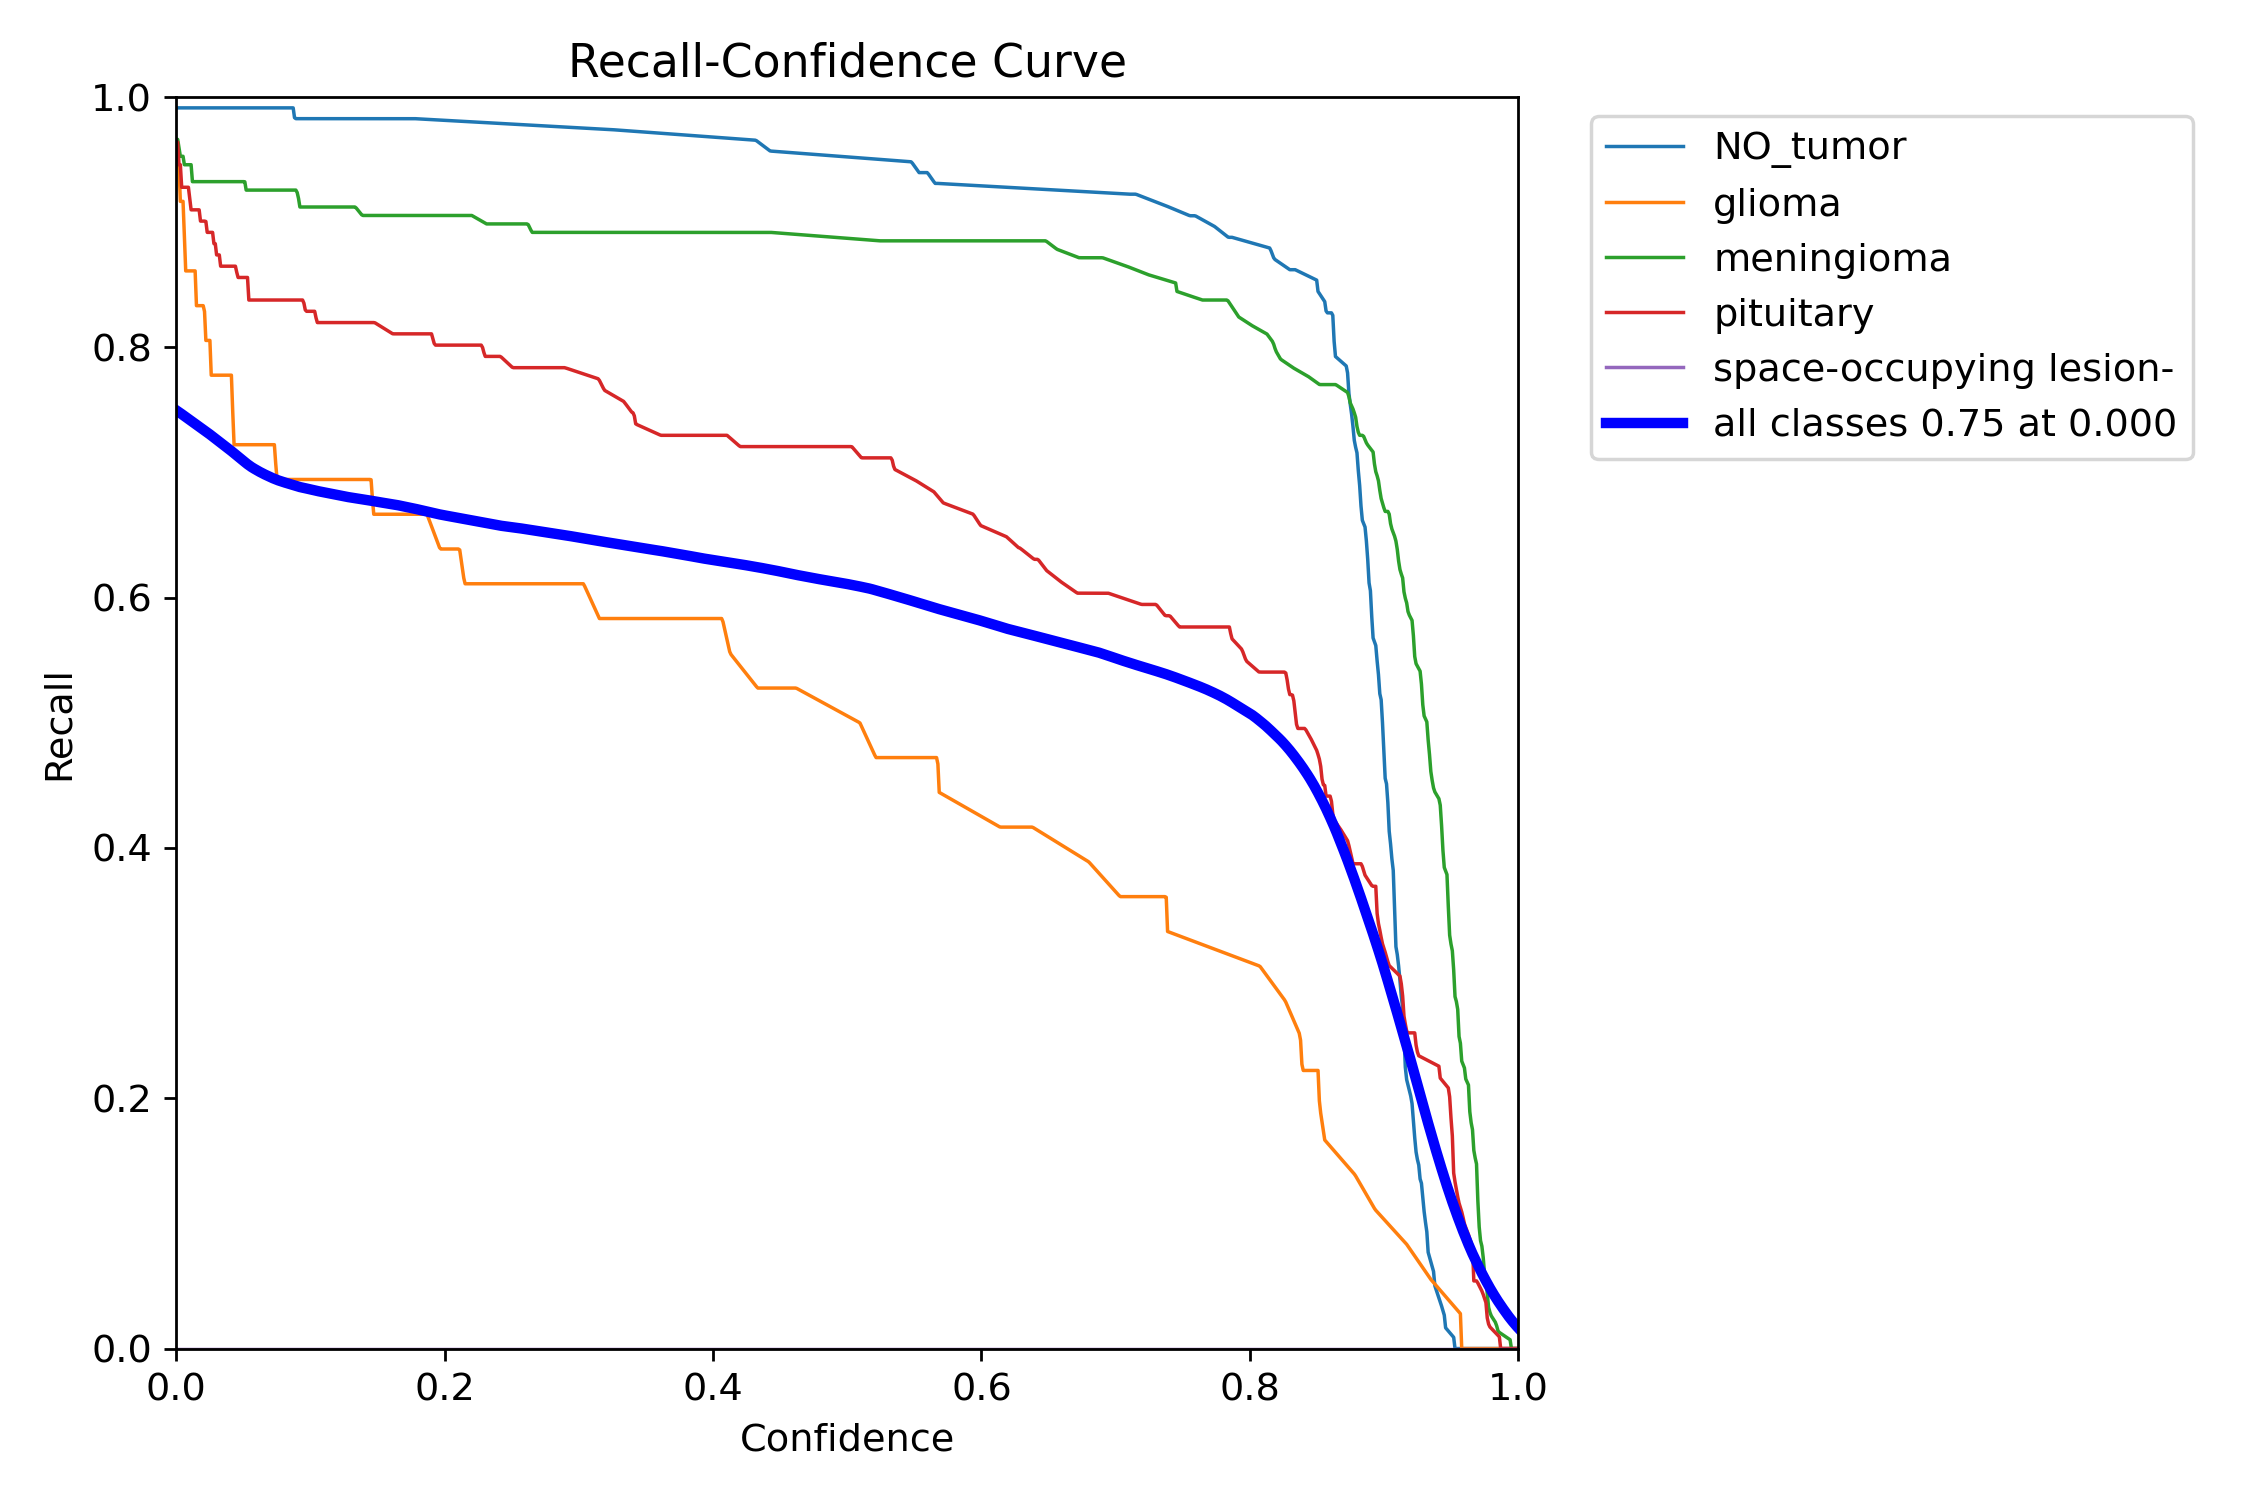 Recall-Confidence Curve
1.0
0.8
0.6
0.4
0.2
0.0
Recall
0.0 0.2 0.4 0.6 0.8 1.0
Confidence
NO_tumor
glioma
meningioma
pituitary
space-occupying lesion-
all classes 0.75 at 0.000